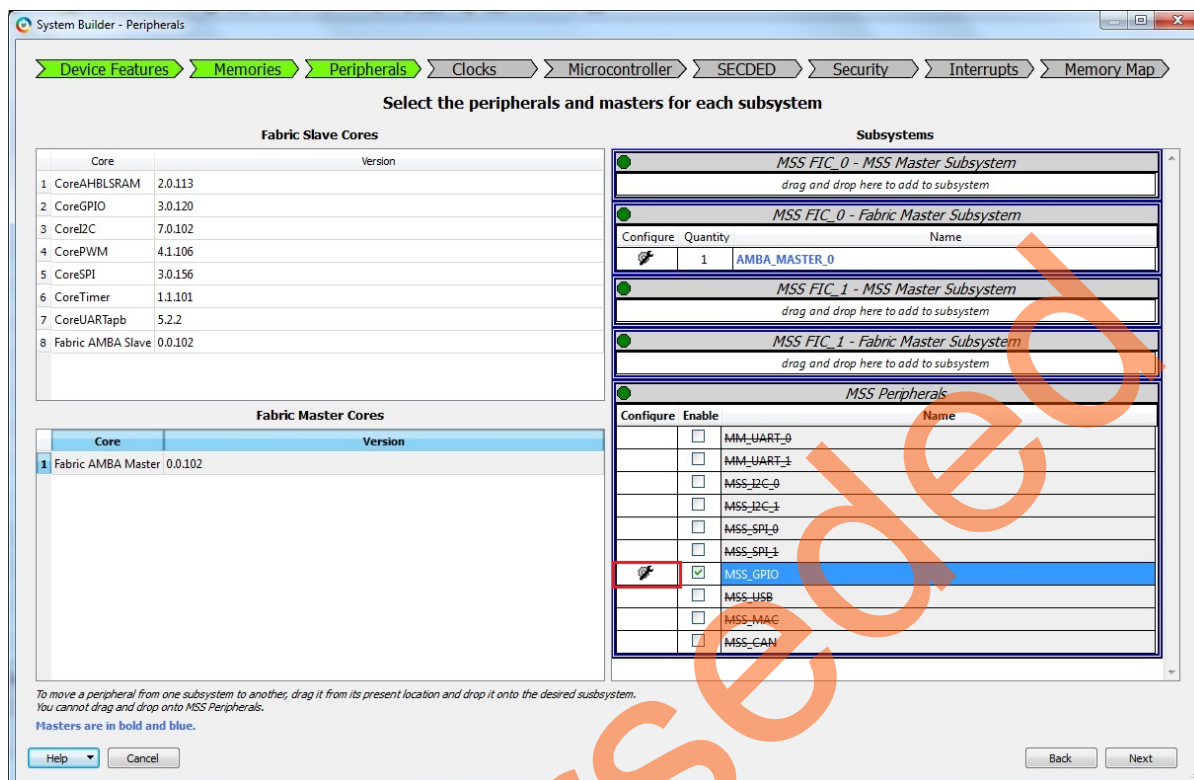 System Builder - Peripherals
Device Features Memories Peripherals Clocks Microcontroller SECDED Security Interrupts Memory Map
Select the peripherals and masters for each subsystem
Fabric Slave Cores
Core Version
1 CoreAHBLSRAM 2.0.113
2 CoreGPIO 3.0.120
3 CoreI2C 7.0.102
4 CorePWM 4.1.106
5 CoreSPI 3.0.156
6 CoreTimer 1.1.101
7 CoreUARTapb 5.2.2
8 Fabric AMBA Slave 0.0.102
Fabric Master Cores
Core Version
1 Fabric AMBA Master 0.0.102
Subsystems
MSS FIC_0 - MSS Master Subsystem
drag and drop here to add to subsystem
MSS FIC_0 - Fabric Master Subsystem
Configure Quantity Name
1 AMBA_MASTER_0
MSS FIC_1 - MSS Master Subsystem
drag and drop here to add to subsystem
MSS FIC_1 - Fabric Master Subsystem
drag and drop here to add to subsystem
MSS Peripherals
Configure Enable Name
MM_UART_0
MM_UART_1
MSS_I2C_0
MSS_I2C_1
MSS_SPI_0
MSS_SPI_1
MSS_GPIO
MSS_USB
MSS_MAC
MSS_CAN
To move a peripheral from one subsystem to another, drag it from its present location and drop it onto the desired susbsystem.
You cannot drag and drop onto MSS Peripherals.
Masters are in bold and blue.
Help Cancel Back Next
seded